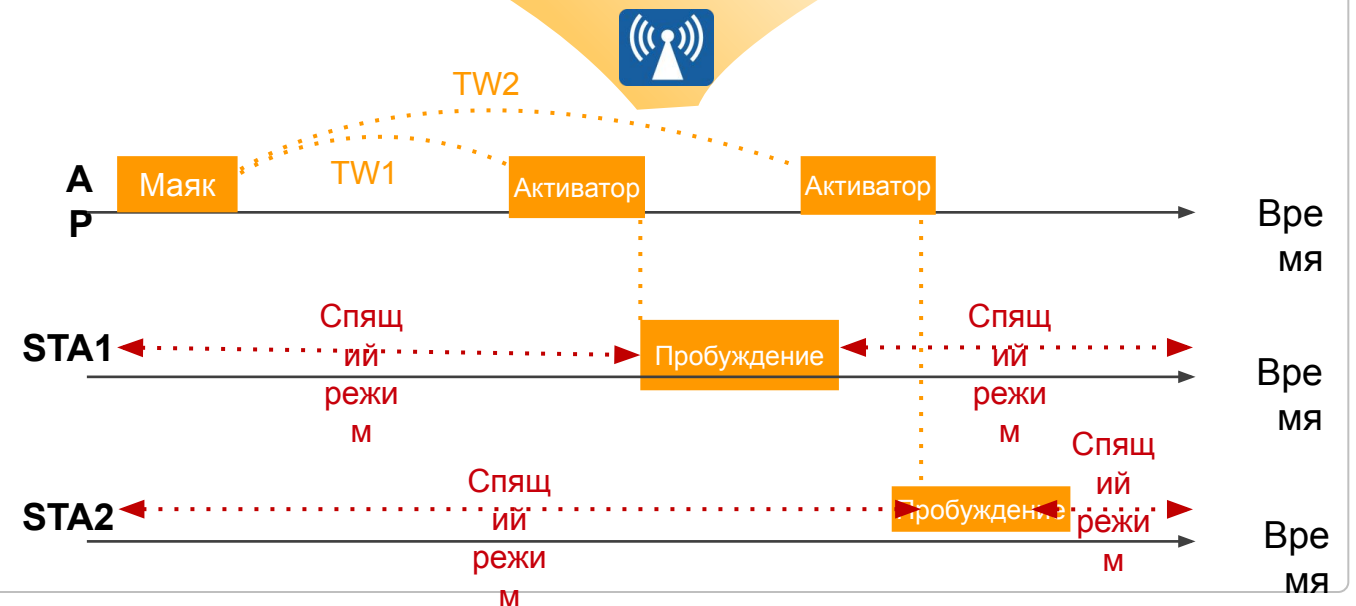 TW2
TW1
A
P
Маяк
Активатор
Активатор
Вре
мя
STA1
Спящ
ий
режи
м
Пробуждение
Спящ
ий
режи
м
Вре
мя
STA2
Спящ
ий
режи
м
Пробуждение
Спящ
ий
режи
м
Вре
мя